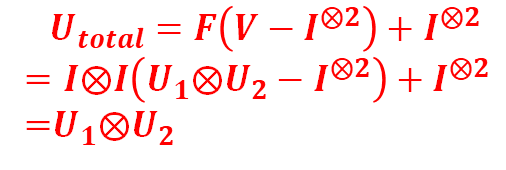 U_total = F(V − I^⊗2) + I^⊗2
= I⊗I(U_1⊗U_2 − I^⊗2) + I^⊗2
=U_1⊗U_2